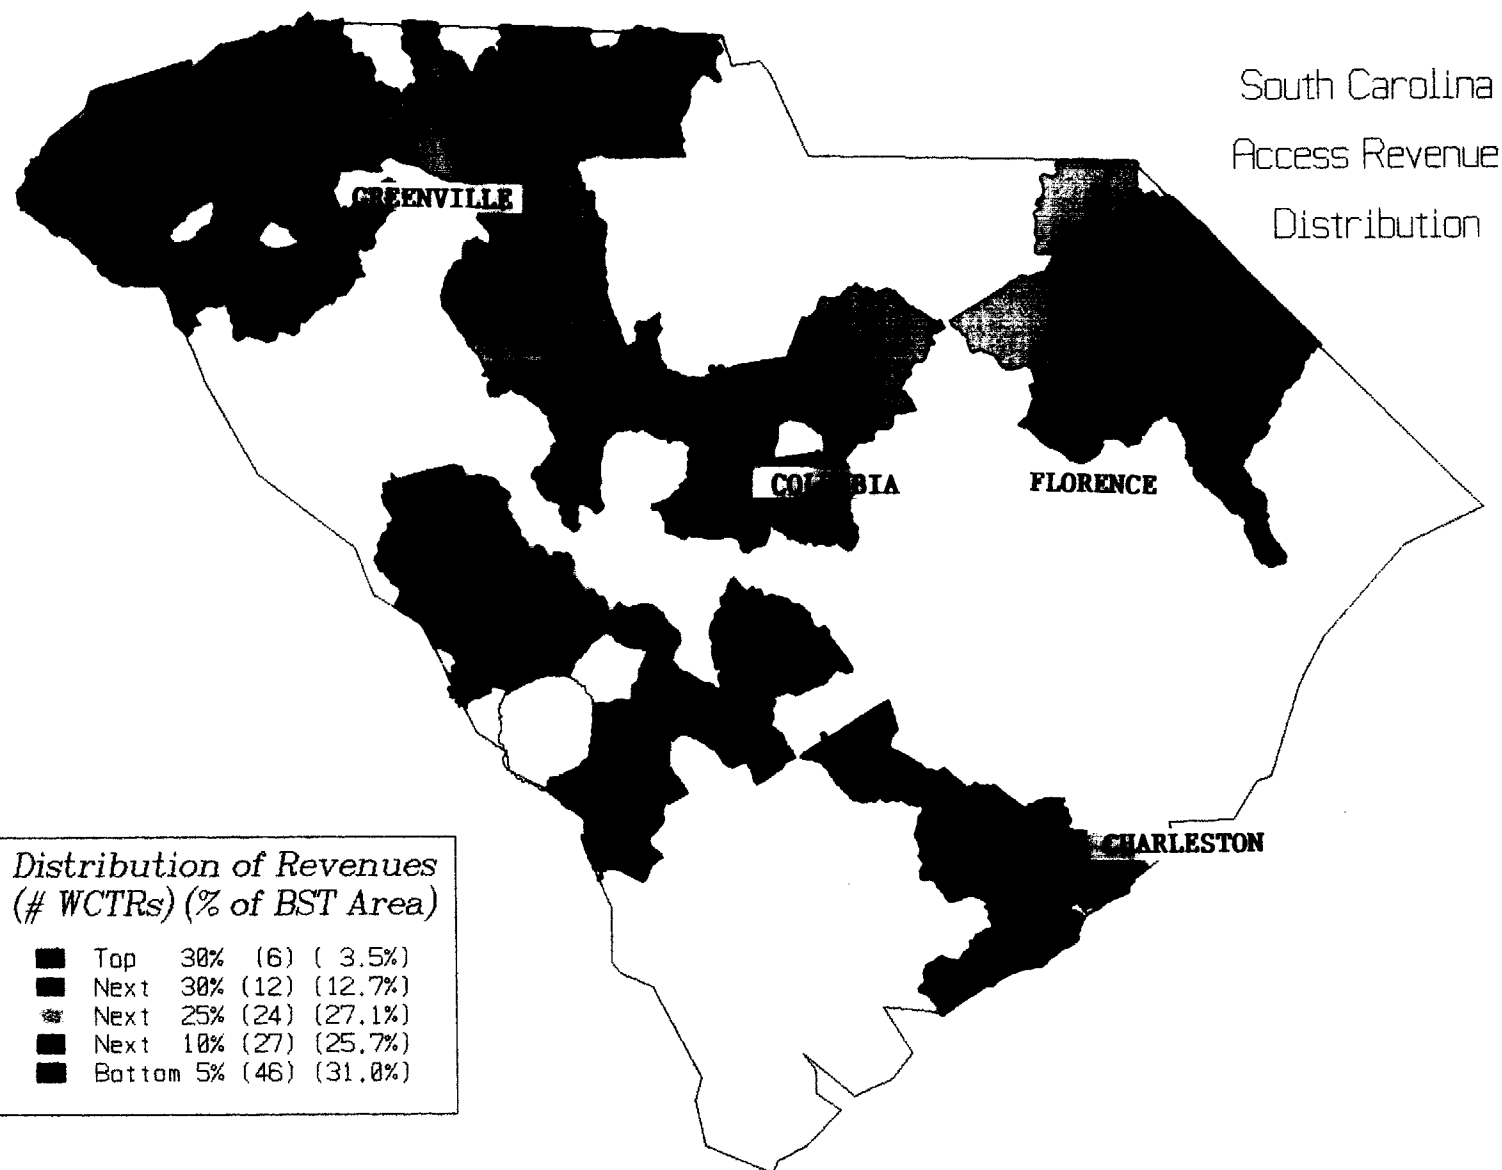 South Carolina
Access Revenue
Distribution
GREENVILLE
COLUMBIA
FLORENCE
CHARLESTON
Distribution of Revenues
(# WCTRs) (% of BST Area)
Top 30% (6) ( 3.5%)
Next 30% (12) (12.7%)
Next 25% (24) (27.1%)
Next 10% (27) (25.7%)
Bottom 5% (46) (31.0%)